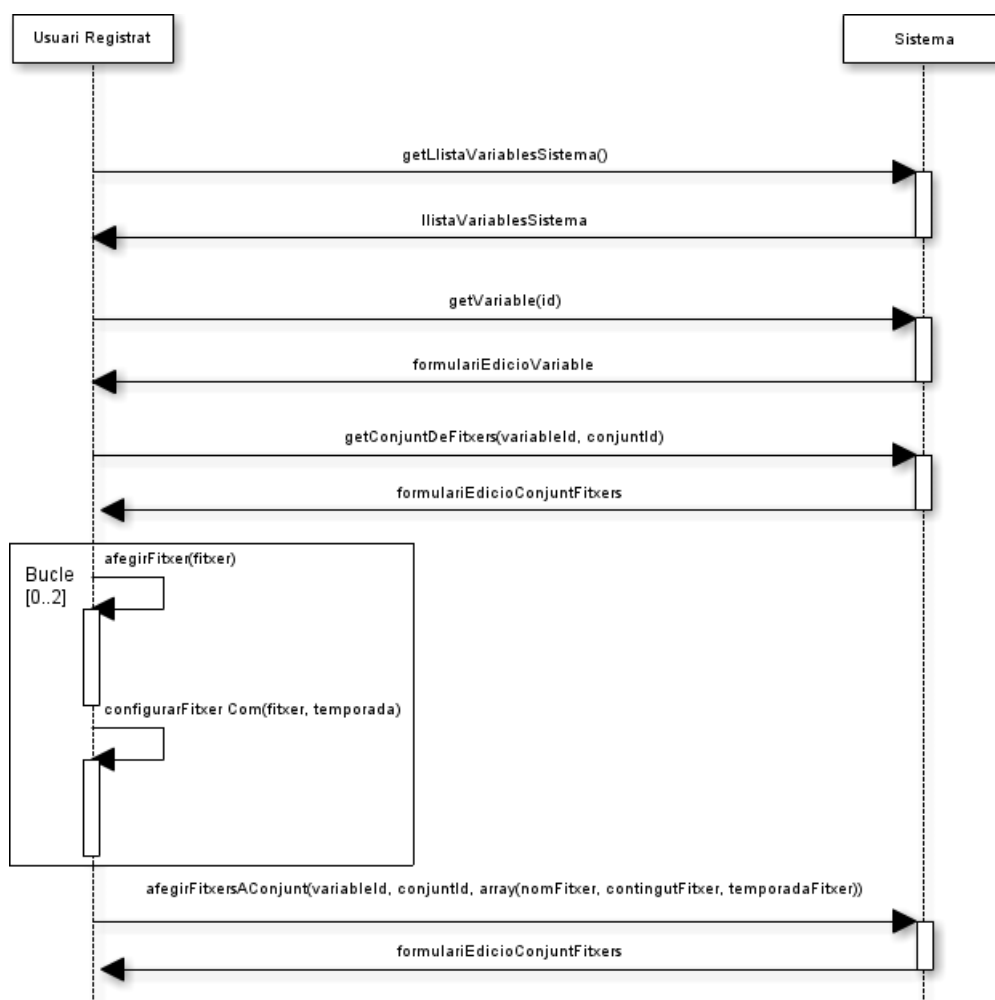 Usuari Registrat
Sistema
getLlistaVariablesSistema()
llistaVariablesSistema
getVariable(id)
formulariEdicioVariable
getConjuntDeFitxers(variableId, conjuntId)
formulariEdicioConjuntFitxers
afegirFitxer(fitxer)
Bucle
[0..2]
configurarFitxer Com(fitxer, temporada)
afegirFitxersAConjunt(variableId, conjuntId, array(nomFitxer, contingutFitxer, temporadaFitxer))
formulariEdicioConjuntFitxers